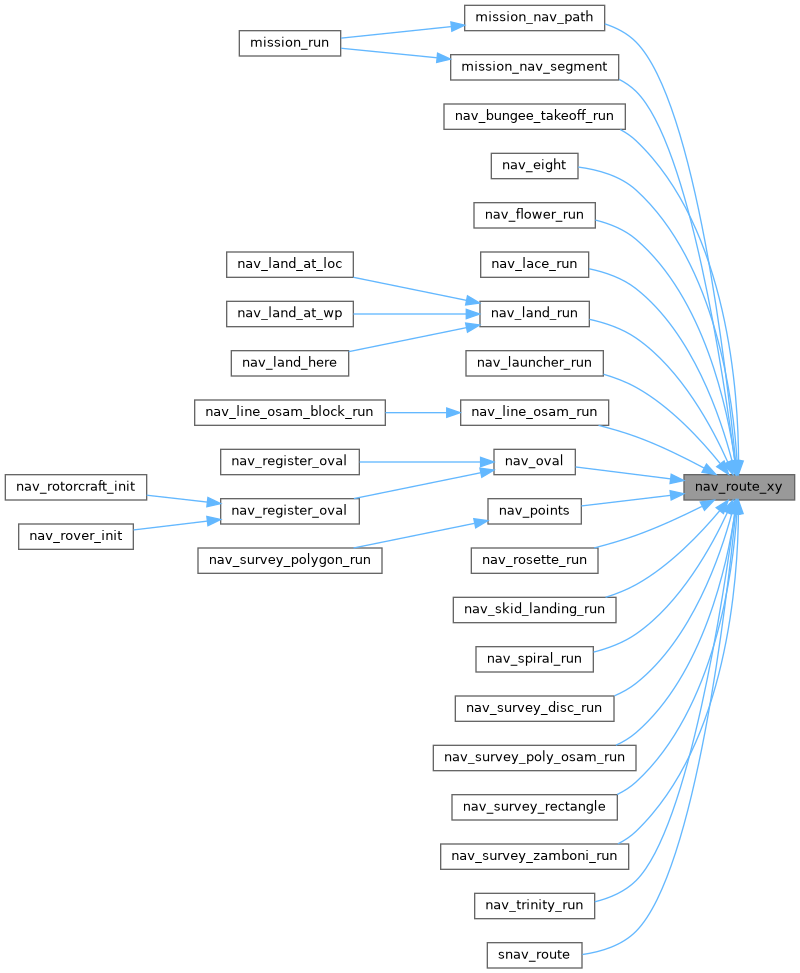 mission_nav_path
mission_run
mission_nav_segment
nav_bungee_takeoff_run
nav_eight
nav_flower_run
nav_land_at_loc
nav_lace_run
nav_land_at_wp
nav_land_run
nav_land_here
nav_launcher_run
nav_line_osam_block_run
nav_line_osam_run
nav_register_oval
nav_oval
nav_rotorcraft_init
nav_route_xy
nav_register_oval
nav_points
nav_rover_init
nav_survey_polygon_run
nav_rosette_run
nav_skid_landing_run
nav_spiral_run
nav_survey_disc_run
nav_survey_poly_osam_run
nav_survey_rectangle
nav_survey_zamboni_run
nav_trinity_run
snav_route